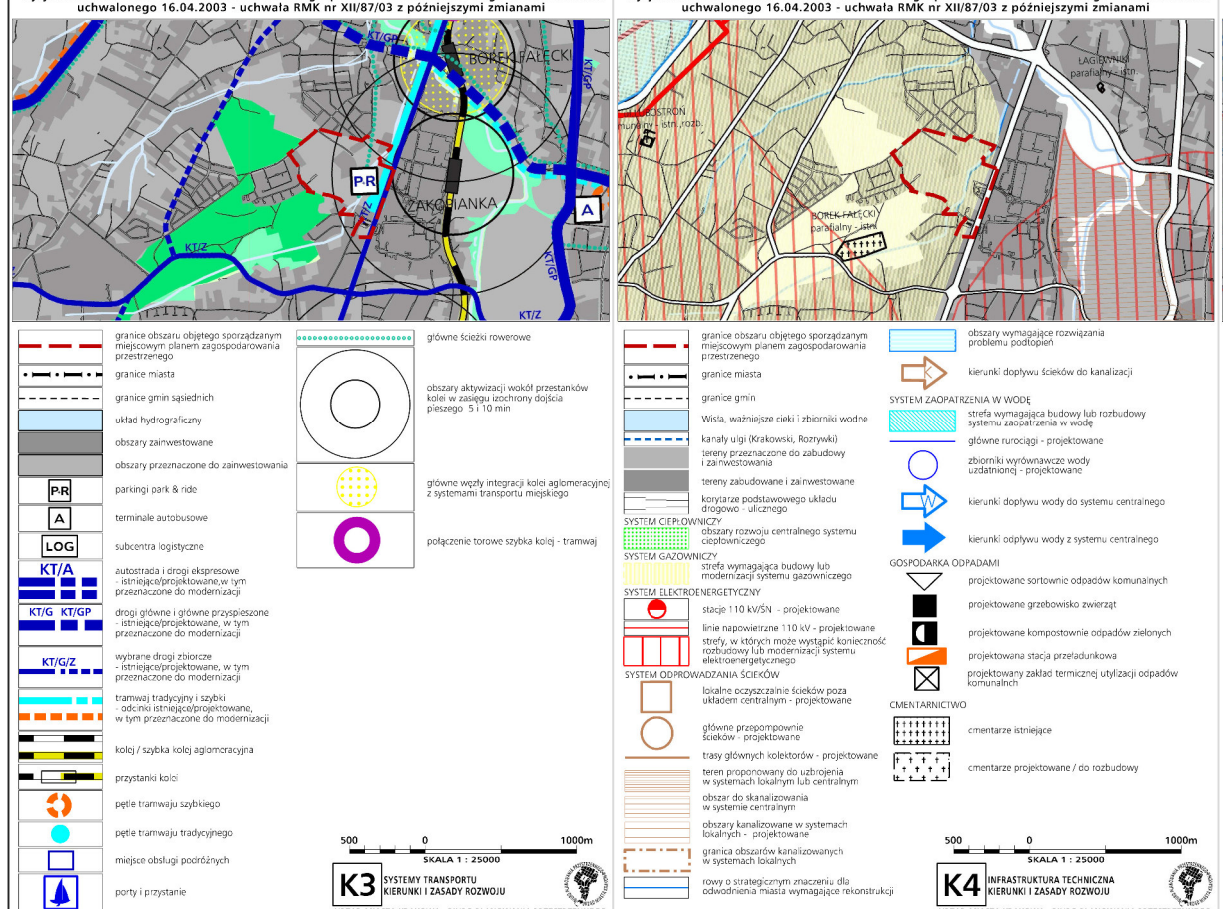 uchwalonego 16.04.2003 - uchwała RMK nr XII/87/03 z późniejszymi zmianami
KT/GP
BOREK FAŁĘCKI
KT/GP
P-R
ZAKOPIANKA
KT/Z
A
KT/Z
KT/GP
KT/Z
granice obszaru objętego sporządzanym
miejscowym planem zagospodarowania
przestrzenego
granice miasta
granice gmin sąsiednich
układ hydrograficzny
obszary zainwestowane
obszary przeznaczone do zainwestowania
P-R
parkingi park & ride
A
terminale autobusowe
LOG
subcentra logistyczne
KT/A
autostrada i drogi ekspresowe
- istniejące/projektowane,w tym
przeznaczone do modernizacji
KT/G KT/GP
drogi główne i główne przyspieszone
- istniejące/projektowane, w tym
przeznaczone do modernizacji
KT/G/Z
wybrane drogi zbiorcze
- istniejące/projektowane, w tym
przeznaczone do modernizacji
tramwaj tradycyjny i szybki
- odcinki istniejące/projektowane,
w tym przeznaczone do modernizacji
kolej / szybka kolej aglomeracyjna
przystanki kolei
pętle tramwaju szybkiego
pętle tramwaju tradycyjnego
miejsce obsługi podróżnych
porty i przystanie
główne ścieżki rowerowe
obszary aktywizacji wokół przestanków
kolei w zasięgu izochrony dojścia
pieszego 5 i 10 min
główne węzły integracji kolei aglomeracyjnej
z systemami transportu miejskiego
połączenie torowe szybka kolej - tramwaj
500 0 1000m
SKALA 1 : 25000
K3
SYSTEMY TRANSPORTU
KIERUNKI I ZASADY ROZWOJU
uchwalonego 16.04.2003 - uchwała RMK nr XII/87/03 z późniejszymi zmianami
ŁAGIEWNIKI
parafialny - istn.
BOREK FAŁĘCKI
parafialny - istn.
granice obszaru objętego sporządzanym
miejscowym planem zagospodarowania
przestrzenego
granice miasta
granice gmin
Wisła, ważniejsze cieki i zbiorniki wodne
kanały ulgi (Krakowski, Rozrywki)
tereny przeznaczone do zabudowy
i zainwestowania
tereny zabudowane i zainwestowane
korytarze podstawowego układu
drogowo - ulicznego
SYSTEM CIEPŁOWNICZY
obszary rozwoju centralnego systemu
ciepłowniczego
SYSTEM GAZOWNICZY
strefa wymagająca budowy lub
modernizacji systemu gazowniczego
SYSTEM ELEKTROENERGETYCZNY
stacje 110 kV/ŚN - projektowane
linie napowietrzne 110 kV - projektowane
strefy, w których może wystąpić konieczność
rozbudowy lub modernizacji systemu
elektroenergetycznego
SYSTEM ODPROWADZANIA ŚCIEKÓW
lokalne oczyszczalnie ścieków poza
układem centralnym - projektowane
główne przepompownie
ścieków - projektowane
trasy głównych kolektorów - projektowane
teren proponowany do uzbrojenia
w systemach lokalnym lub centralnym
obszar do skanalizowania
w systemie centralnym
obszary kanalizowane w systemach
lokalnych - projektowane
granica obszarów kanalizowanych
w systemach lokalnych
rowy o strategicznym znaczeniu dla
odwodnienia miasta wymagające rekonstrukcji
obszary wymagające rozwiązania
problemu podtopień
K
kierunki dopływu ścieków do kanalizacji
SYSTEM ZAOPATRZENIA W WODĘ
strefa wymagająca budowy lub rozbudowy
systemu zaopatrzenia w wodę
główne rurociągi - projektowane
zbiorniki wyrównawcze wody
uzdatnionej - projektowane
W
kierunki dopływu wody do systemu centralnego
kierunki odpływu wody z systemu centralnego
GOSPODARKA ODPADAMI
projektowane sortownie odpadów komunalnych
projektowane grzebowisko zwierząt
projektowane kompostownie odpadów zielonych
projektowana stacja przeładunkowa
projektowany zakład termicznej utylizacji odpadów
komunalnch
CMENTARNICTWO
cmentarze istniejące
cmentarze projektowane / do rozbudowy
500 0 1000m
SKALA 1 : 25000
K4
INFRASTRUKTURA TECHNICZNA
KIERUNKI I ZASADY ROZWOJU